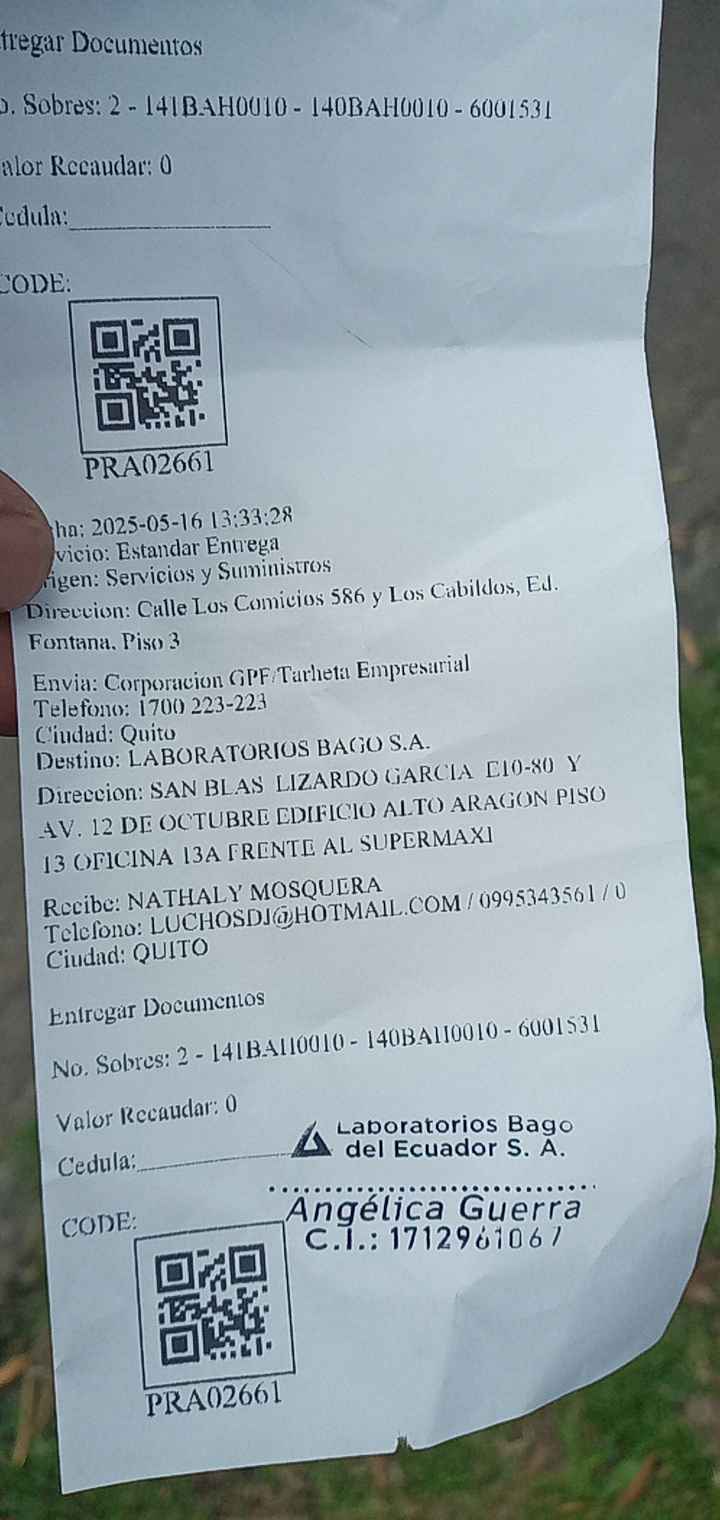 tregar Documentos
o. Sobres: 2 - 141BAH0010 - 140BAH0010 - 6001531
alor Recaudar: 0
Cedula:
CODE:
PRA02661
ha: 2025-05-16 13:33:28
vicio: Estandar Entrega
rigen: Servicios y Suministros
Direccion: Calle Los Comicios 586 y Los Cabildos, Ed.
Fontana, Piso 3
Envia: Corporacion GPF/Tarheta Empresarial
Telefono: 1700 223-223
Ciudad: Quito
Destino: LABORATORIOS BAGO S.A.
Direccion: SAN BLAS LIZARDO GARCIA E10-80 Y
AV. 12 DE OCTUBRE EDIFICIO ALTO ARAGON PISO
13 OFICINA 13A FRENTE AL SUPERMAXI
Recibe: NATHALY MOSQUERA
Telefono: LUCHOSDJ@HOTMAIL.COM / 0995343561 / 0
Ciudad: QUITO
Entregar Documentos
No. Sobres: 2 - 141BAH0010 - 140BAH0010 - 6001531
Valor Recaudar: 0
Laboratorios Bago
del Ecuador S. A.
Cedula:
Angélica Guerra
C.I.: 1712961067
CODE:
PRA02661